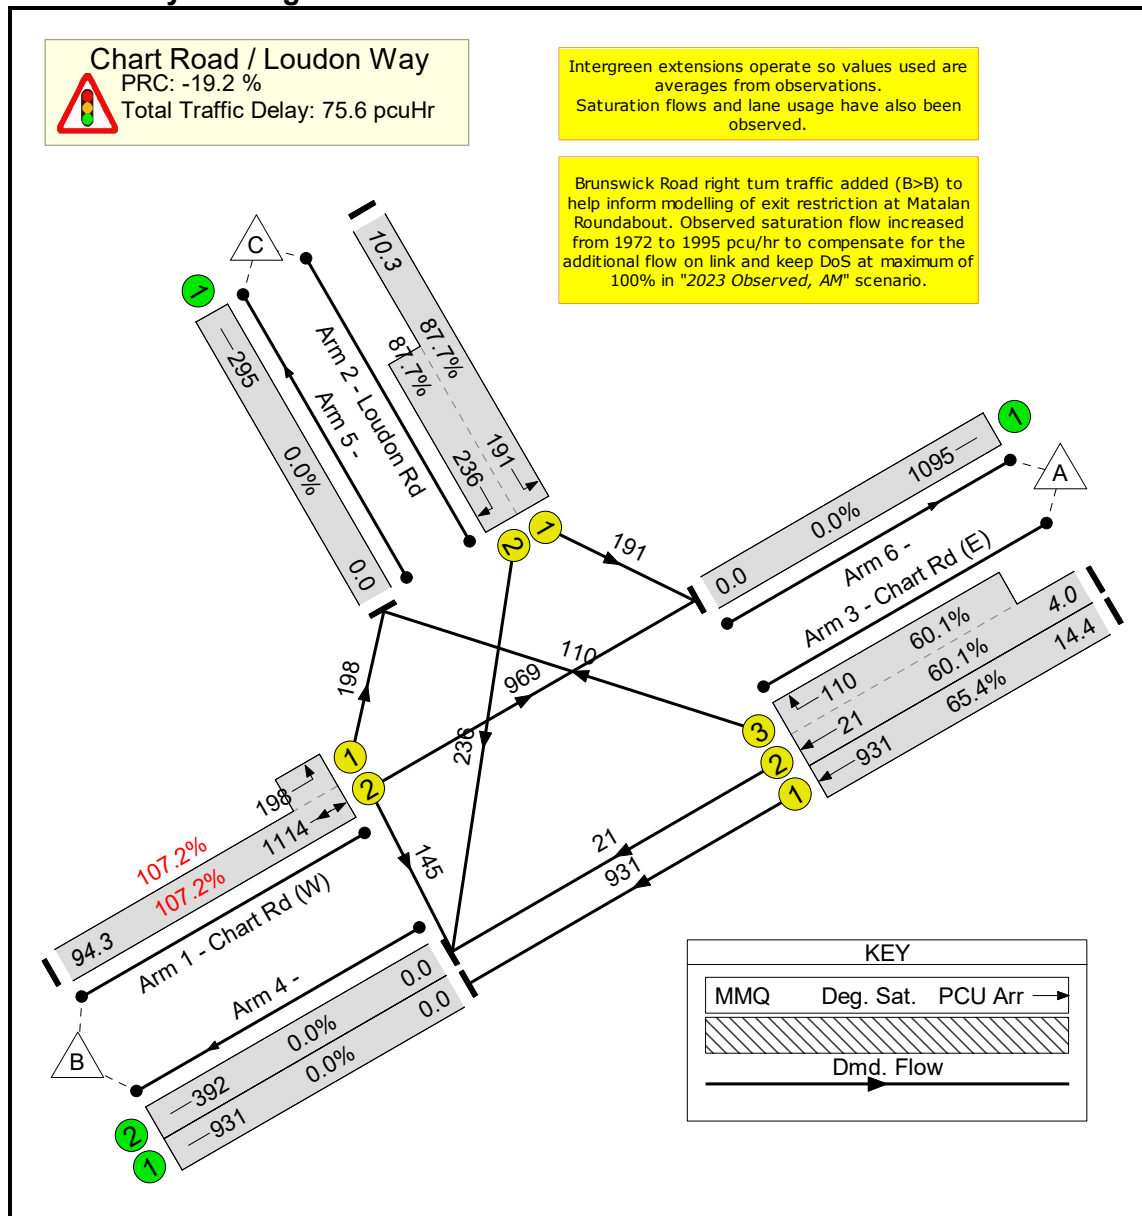 Chart Road / Loudon Way
PRC: -19.2 %
Total Traffic Delay: 75.6 pcuHr
Intergreen extensions operate so values used are
averages from observations.
Saturation flows and lane usage have also been
observed.
Brunswick Road right turn traffic added (B>B) to
help inform modelling of exit restriction at Matalan
Roundabout. Observed saturation flow increased
from 1972 to 1995 pcu/hr to compensate for the
additional flow on link and keep DoS at maximum of
100% in "2023 Observed, AM" scenario.
C
1
295
0.0%
0.0
Arm 5 -
Arm 2 - Loudon Rd
10.3
87.7%
191
87.7%
236
2
1
191
1
1095
0.0%
0.0
A
Arm 6 -
Arm 3 - Chart Rd (E)
60.1%
110
4.0
60.1%
21
14.4
65.4%
931
3
2
1
110
969
198
236
145
21
931
1
2
198
1114
107.2%
107.2%
94.3
Arm 1 - Chart Rd (W)
Arm 4 -
B
0.0
0.0%
392
0.0
0.0%
931
2
1
KEY
MMQ Deg. Sat. PCU Arr
Dmd. Flow